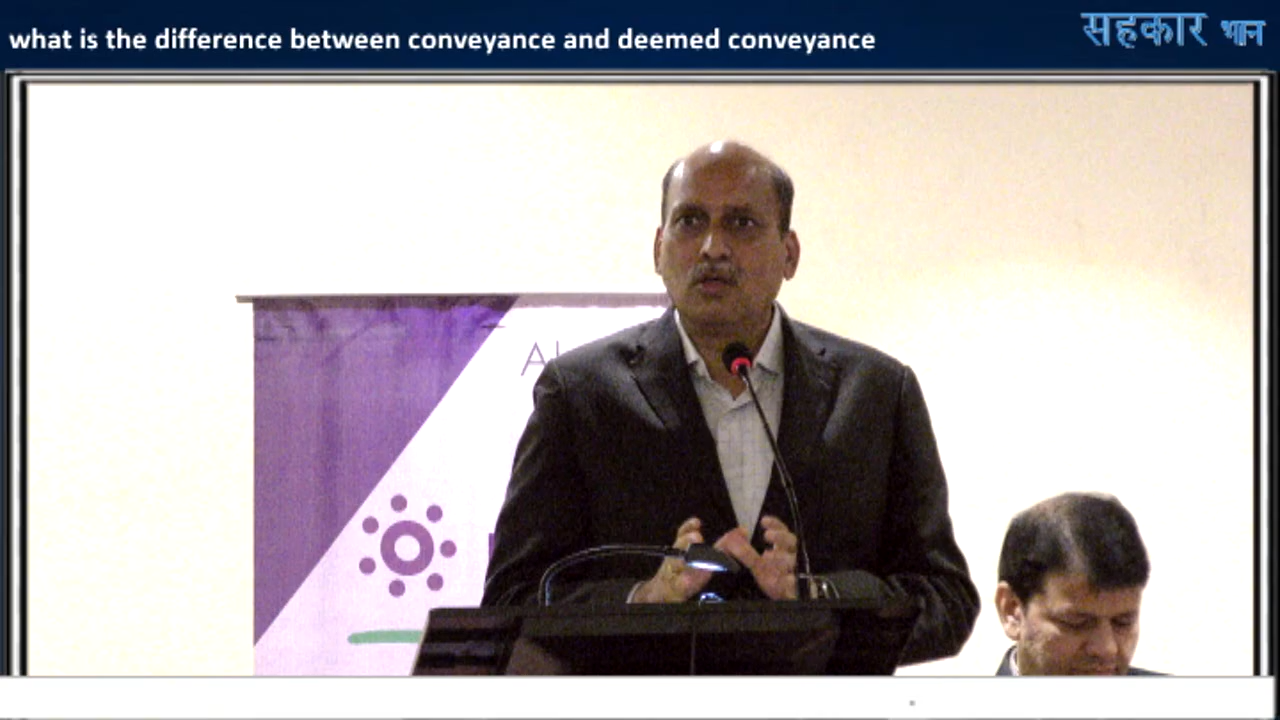 what is the difference between conveyance and deemed conveyance
सहकार भान